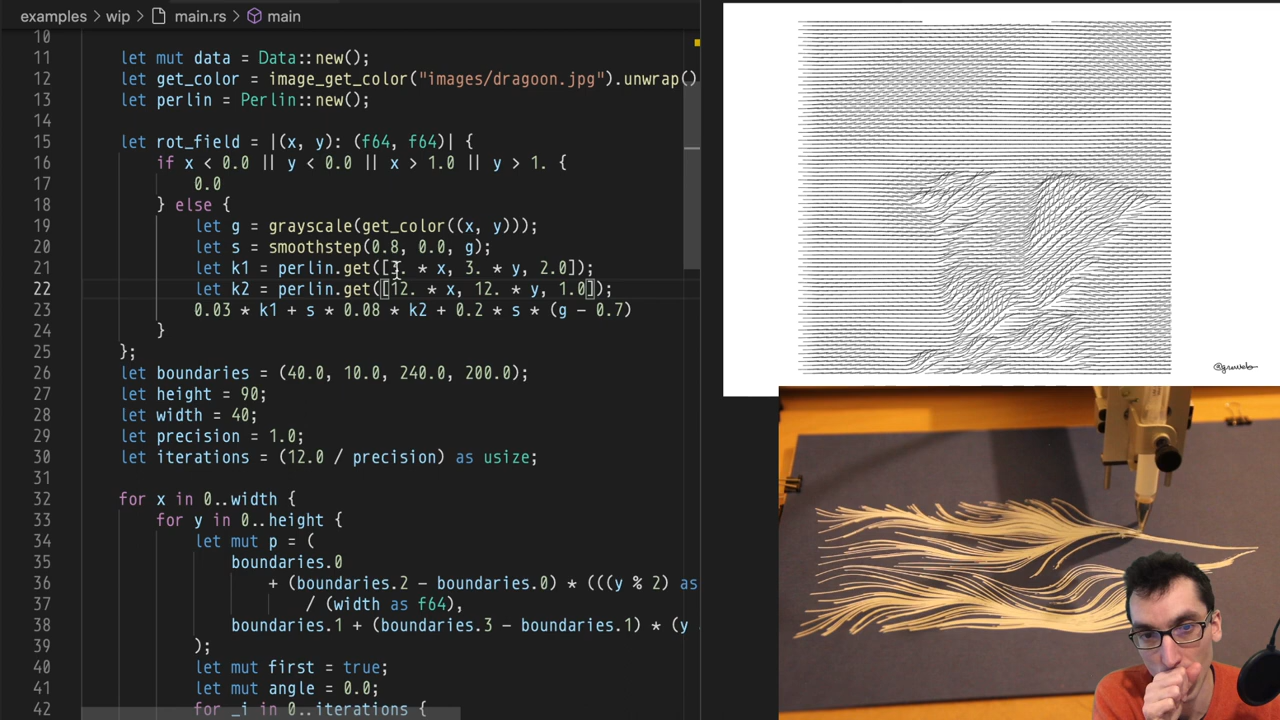 examples › wip › main.rs › main
10
11 let mut data = Data::new();
12 let get_color = image_get_color("images/dragoon.jpg").unwrap()
13 let perlin = Perlin::new();
14
15 let rot_field = |(x, y): (f64, f64)| {
16 if x < 0.0 || y < 0.0 || x > 1.0 || y > 1. {
17 0.0
18 } else {
19 let g = grayscale(get_color((x, y)));
20 let s = smoothstep(0.8, 0.0, g);
21 let k1 = perlin.get([3. * x, 3. * y, 2.0]);
22 let k2 = perlin.get([12. * x, 12. * y, 1.0]);
23 0.03 * k1 + s * 0.08 * k2 + 0.2 * s * (g - 0.7)
24 }
25 };
26 let boundaries = (40.0, 10.0, 240.0, 200.0);
27 let height = 90;
28 let width = 40;
29 let precision = 1.0;
30 let iterations = (12.0 / precision) as usize;
31
32 for x in 0..width {
33 for y in 0..height {
34 let mut p = (
35 boundaries.0
36 + (boundaries.2 - boundaries.0) * (((y % 2) as
37 / (width as f64),
38 boundaries.1 + (boundaries.3 - boundaries.1) * (y
39 );
40 let mut first = true;
41 let mut angle = 0.0;
42 for _i in 0..iterations {